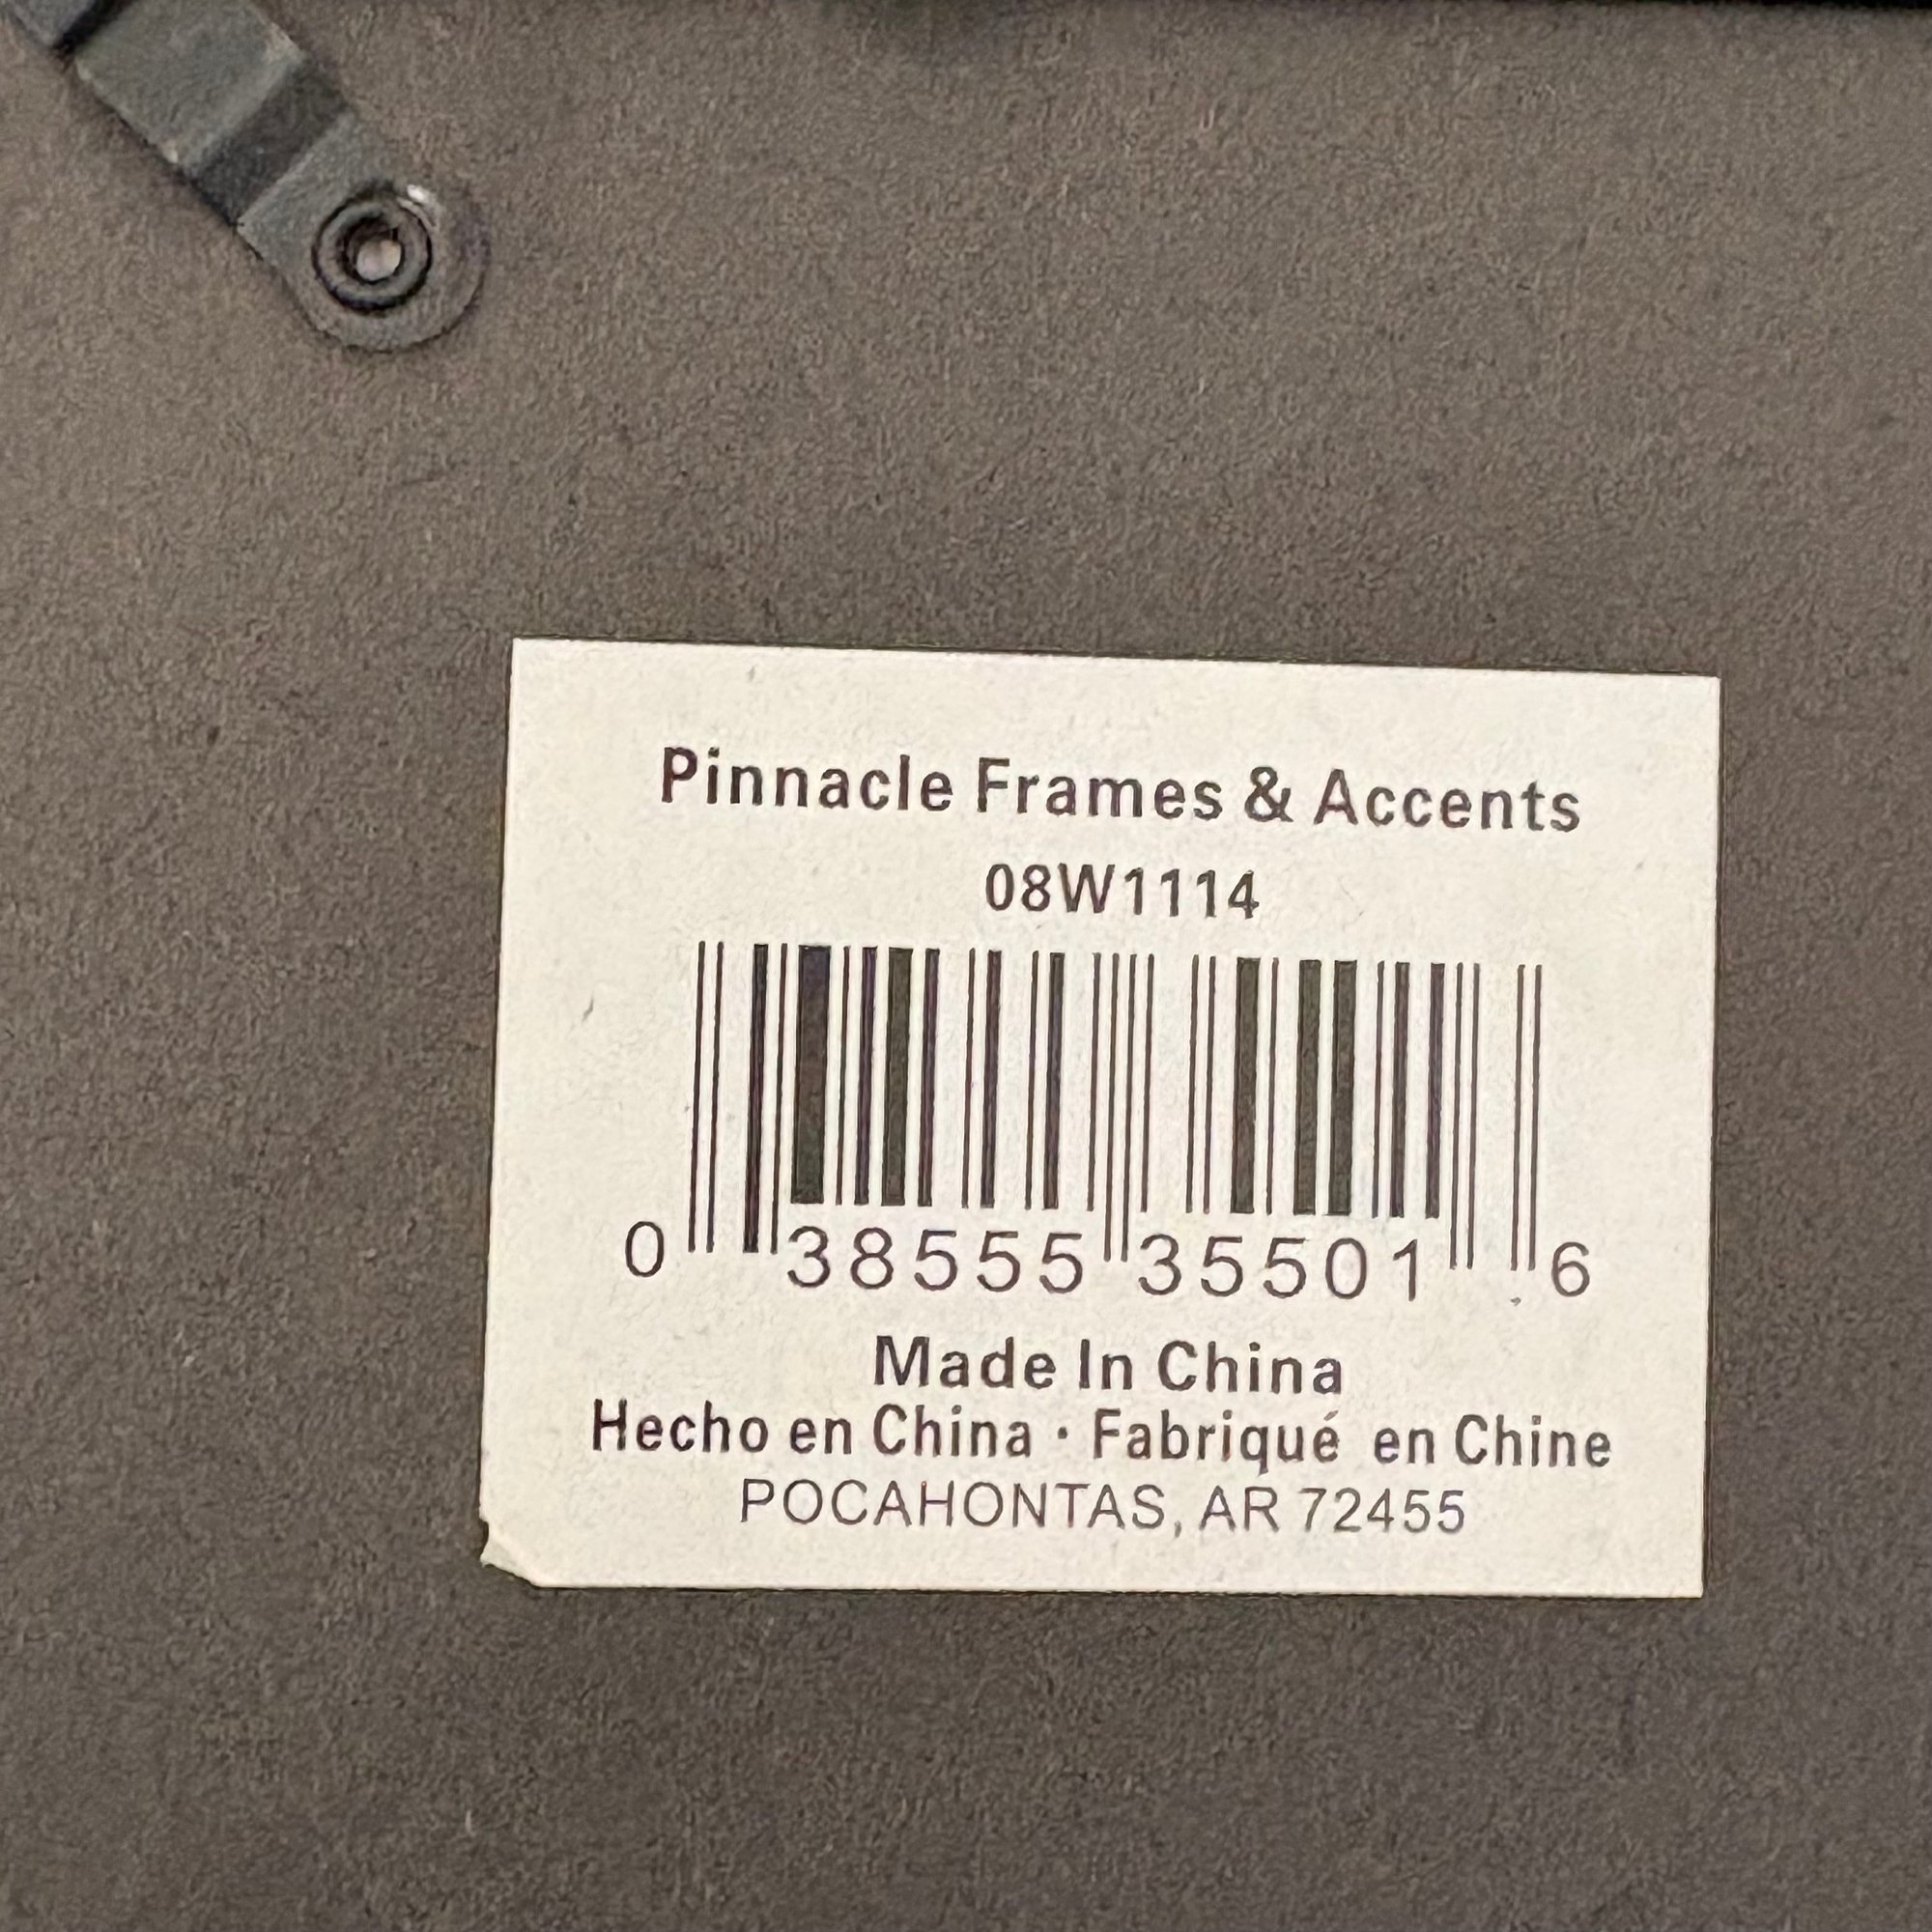 Pinnacle Frames & Accents
08W1114
0 38555 35501 6
Made In China
Hecho en China · Fabriqué en Chine
POCAHONTAS, AR 72455